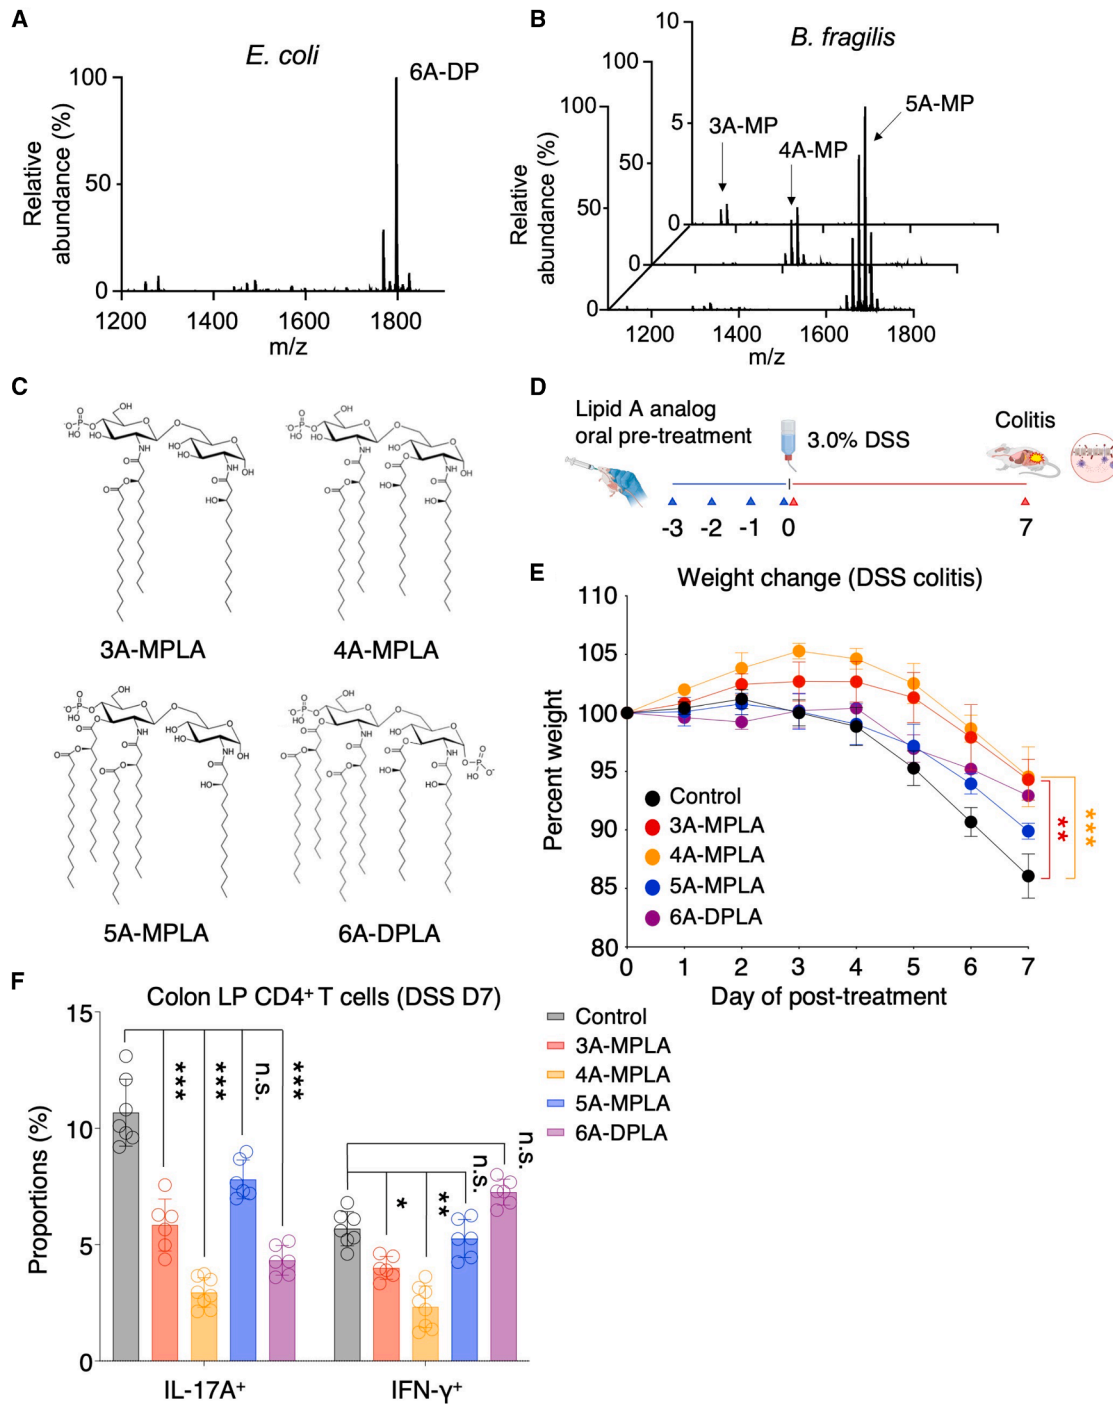 A
E. coli
6A-DP
100
50
0
Relative
abundance (%)
1200
1400
1600
1800
m/z
B
B. fragilis
10
5
0
100
50
0
100
50
0
3A-MP
4A-MP
5A-MP
Relative
abundance (%)
1200
1400
1600
1800
m/z
C
3A-MPLA
4A-MPLA
5A-MPLA
6A-DPLA
D
Lipid A analog
oral pre-treatment
3.0% DSS
Colitis
-3
-2
-1
0
7
E
Weight change (DSS colitis)
110
105
100
95
90
85
80
Percent weight
Control
3A-MPLA
4A-MPLA
5A-MPLA
6A-DPLA
**
***
0
1
2
3
4
5
6
7
Day of post-treatment
F
Colon LP CD4⁺ T cells (DSS D7)
15
10
5
0
Proportions (%)
***
***
n.s.
***
*
**
n.s.
n.s.
IL-17A⁺
IFN-γ⁺
Control
3A-MPLA
4A-MPLA
5A-MPLA
6A-DPLA